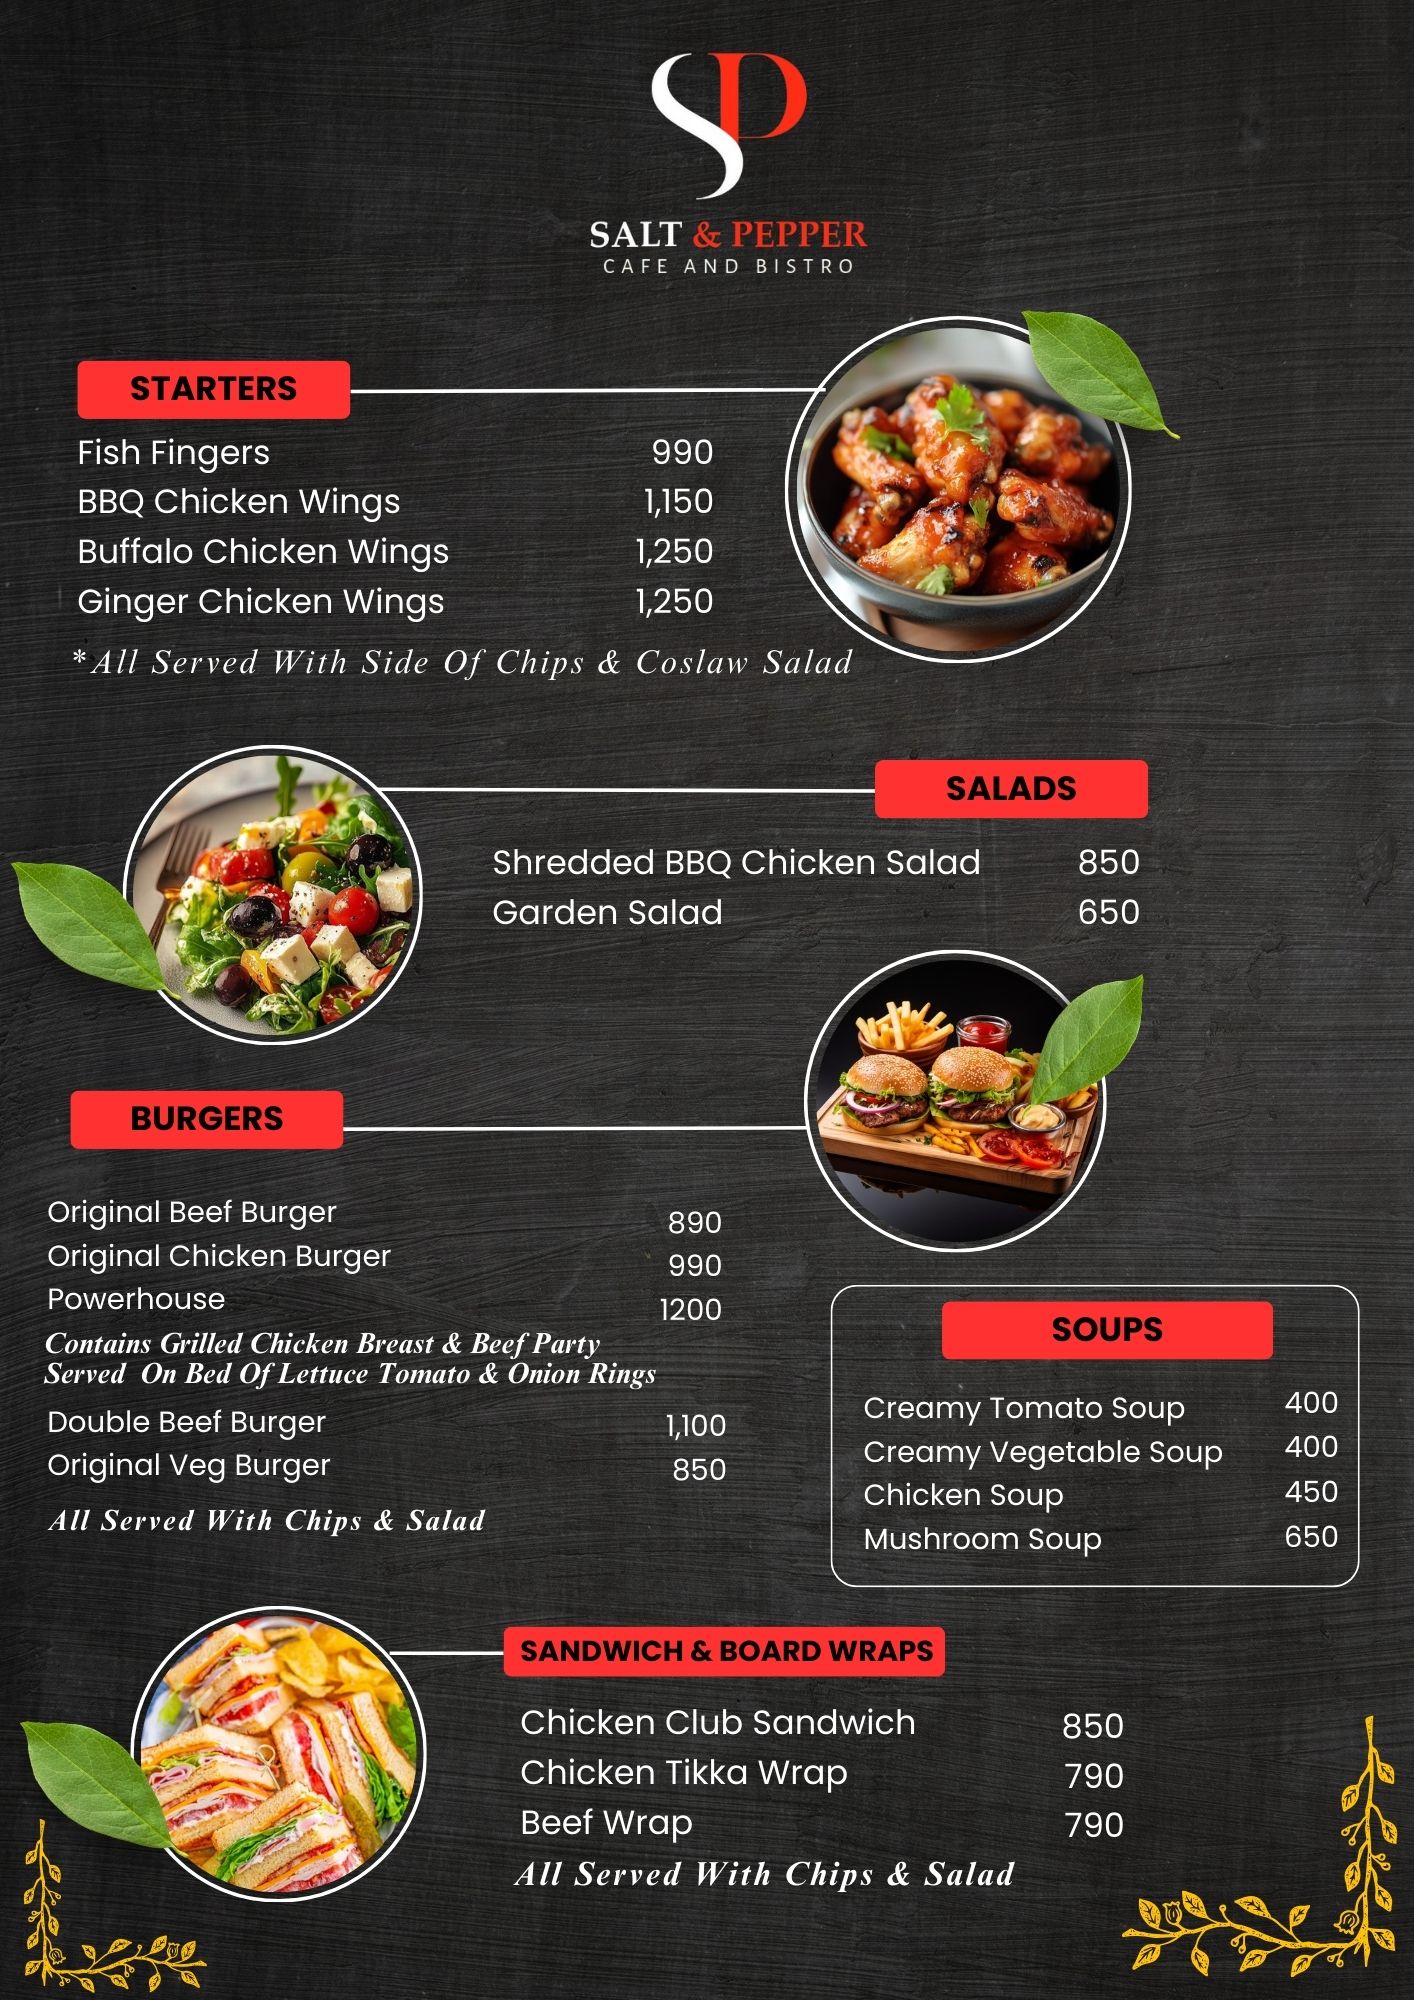 SP
SALT & PEPPER
CAFE AND BISTRO
STARTERS
Fish Fingers 990
BBQ Chicken Wings 1,150
Buffalo Chicken Wings 1,250
Ginger Chicken Wings 1,250
*All Served With Side Of Chips & Coslaw Salad
SALADS
Shredded BBQ Chicken Salad 850
Garden Salad 650
BURGERS
Original Beef Burger 890
Original Chicken Burger 990
Powerhouse 1200
Contains Grilled Chicken Breast & Beef Party
Served On Bed Of Lettuce Tomato & Onion Rings
Double Beef Burger 1,100
Original Veg Burger 850
All Served With Chips & Salad
SOUPS
Creamy Tomato Soup 400
Creamy Vegetable Soup 400
Chicken Soup 450
Mushroom Soup 650
SANDWICH & BOARD WRAPS
Chicken Club Sandwich 850
Chicken Tikka Wrap 790
Beef Wrap 790
All Served With Chips & Salad